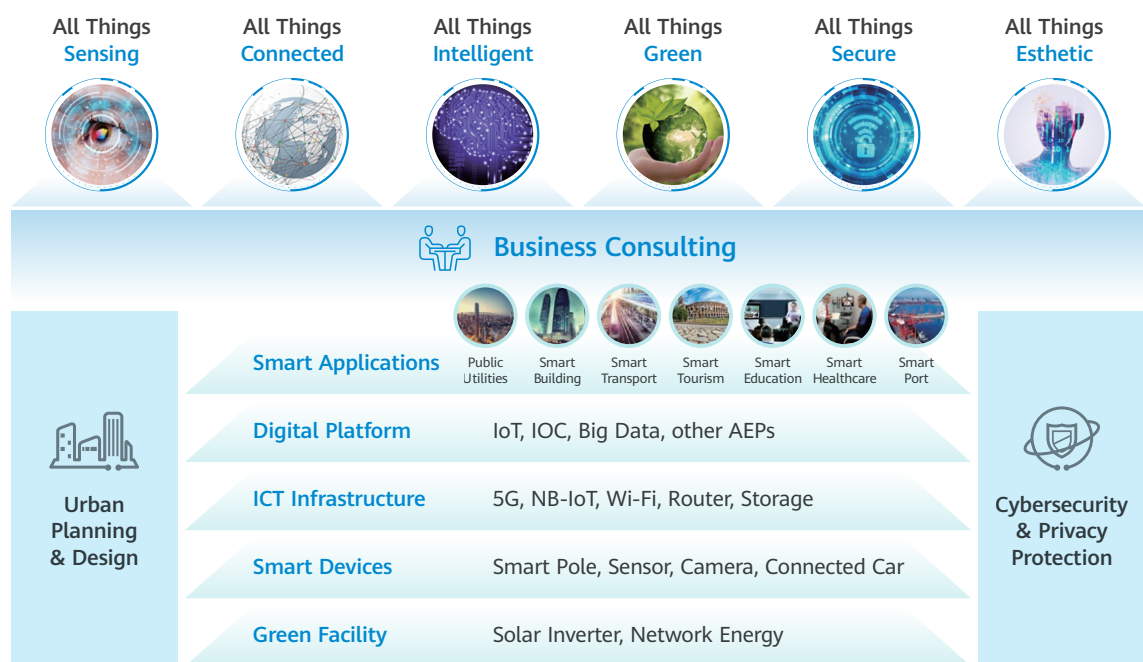 All Things
Sensing
All Things
Connected
All Things
Intelligent
All Things
Green
All Things
Secure
All Things
Esthetic
Business Consulting
Smart Applications
Public
Utilities
Smart
Building
Smart
Transport
Smart
Tourism
Smart
Education
Smart
Healthcare
Smart
Port
Digital Platform
IoT, IOC, Big Data, other AEPs
ICT Infrastructure
5G, NB-IoT, Wi-Fi, Router, Storage
Smart Devices
Smart Pole, Sensor, Camera, Connected Car
Green Facility
Solar Inverter, Network Energy
Urban
Planning
& Design
Cybersecurity
& Privacy
Protection